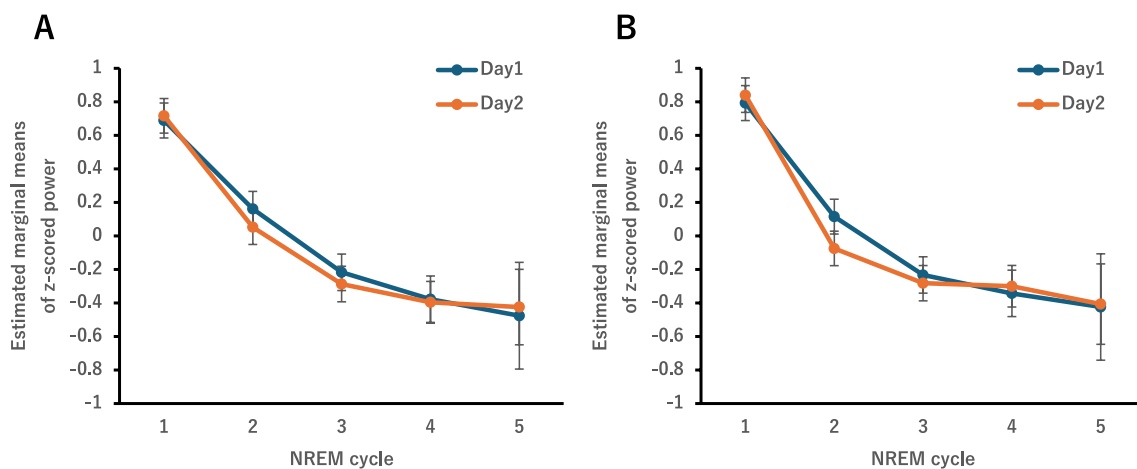 A
Estimated marginal means
of z-scored power
1
0.8
0.6
0.4
0.2
0
-0.2
-0.4
-0.6
-0.8
-1
Day1
Day2
1 2 3 4 5
NREM cycle
B
Estimated marginal means
of z-scored power
1
0.8
0.6
0.4
0.2
0
-0.2
-0.4
-0.6
-0.8
-1
Day1
Day2
1 2 3 4 5
NREM cycle